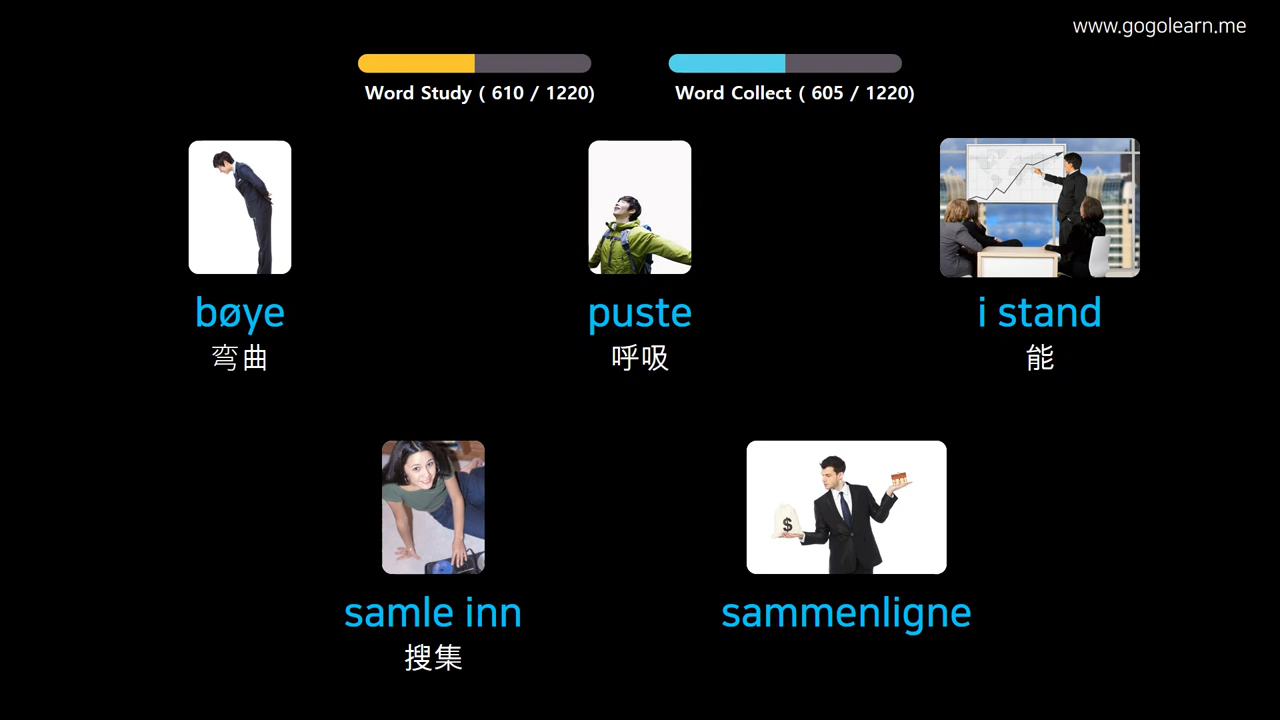 www.gogolearn.me
Word Study ( 610 / 1220)
Word Collect ( 605 / 1220)
bøye
弯曲
puste
呼吸
i stand
能
$
samle inn
搜集
sammenligne